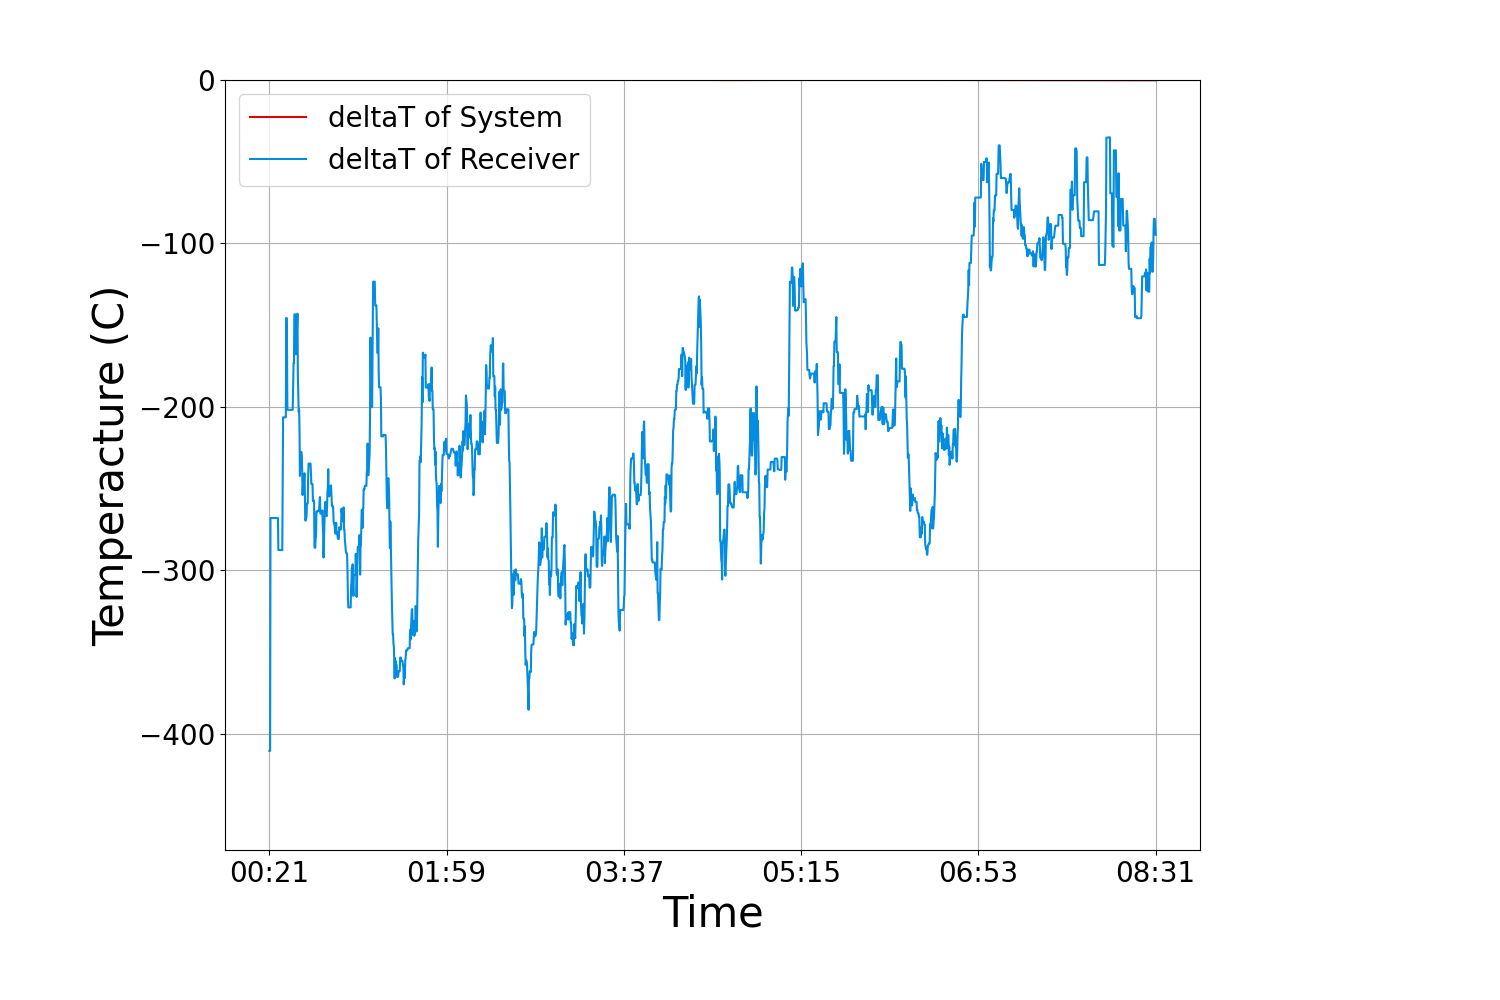 0
−100
−200
−300
−400
Temperacture (C)
deltaT of System
deltaT of Receiver
00:21 01:59 03:37 05:15 06:53 08:31
Time